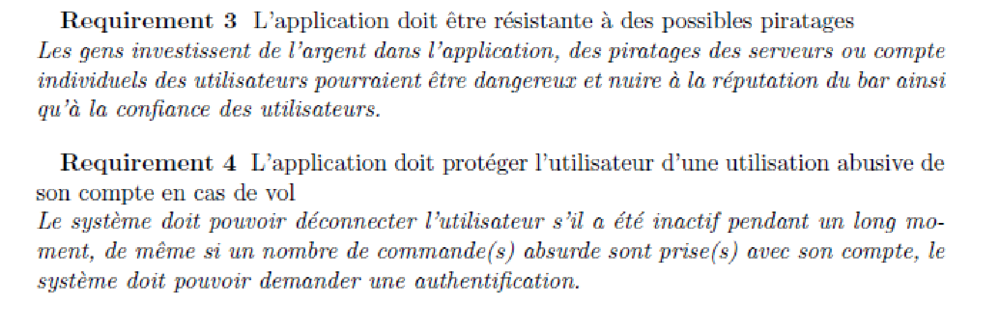 Requirement 3 L'application doit être résistante à des possibles piratages
Les gens investissent de l'argent dans l'application, des piratages des serveurs ou compte
individuels des utilisateurs pourraient être dangereux et nuire à la réputation du bar ainsi
qu'à la confiance des utilisateurs.
Requirement 4 L'application doit protéger l'utilisateur d'une utilisation abusive de
son compte en cas de vol
Le système doit pouvoir déconnecter l'utilisateur s'il a été inactif pendant un long mo-
ment, de même si un nombre de commande(s) absurde sont prise(s) avec son compte, le
système doit pouvoir demander une authentification.